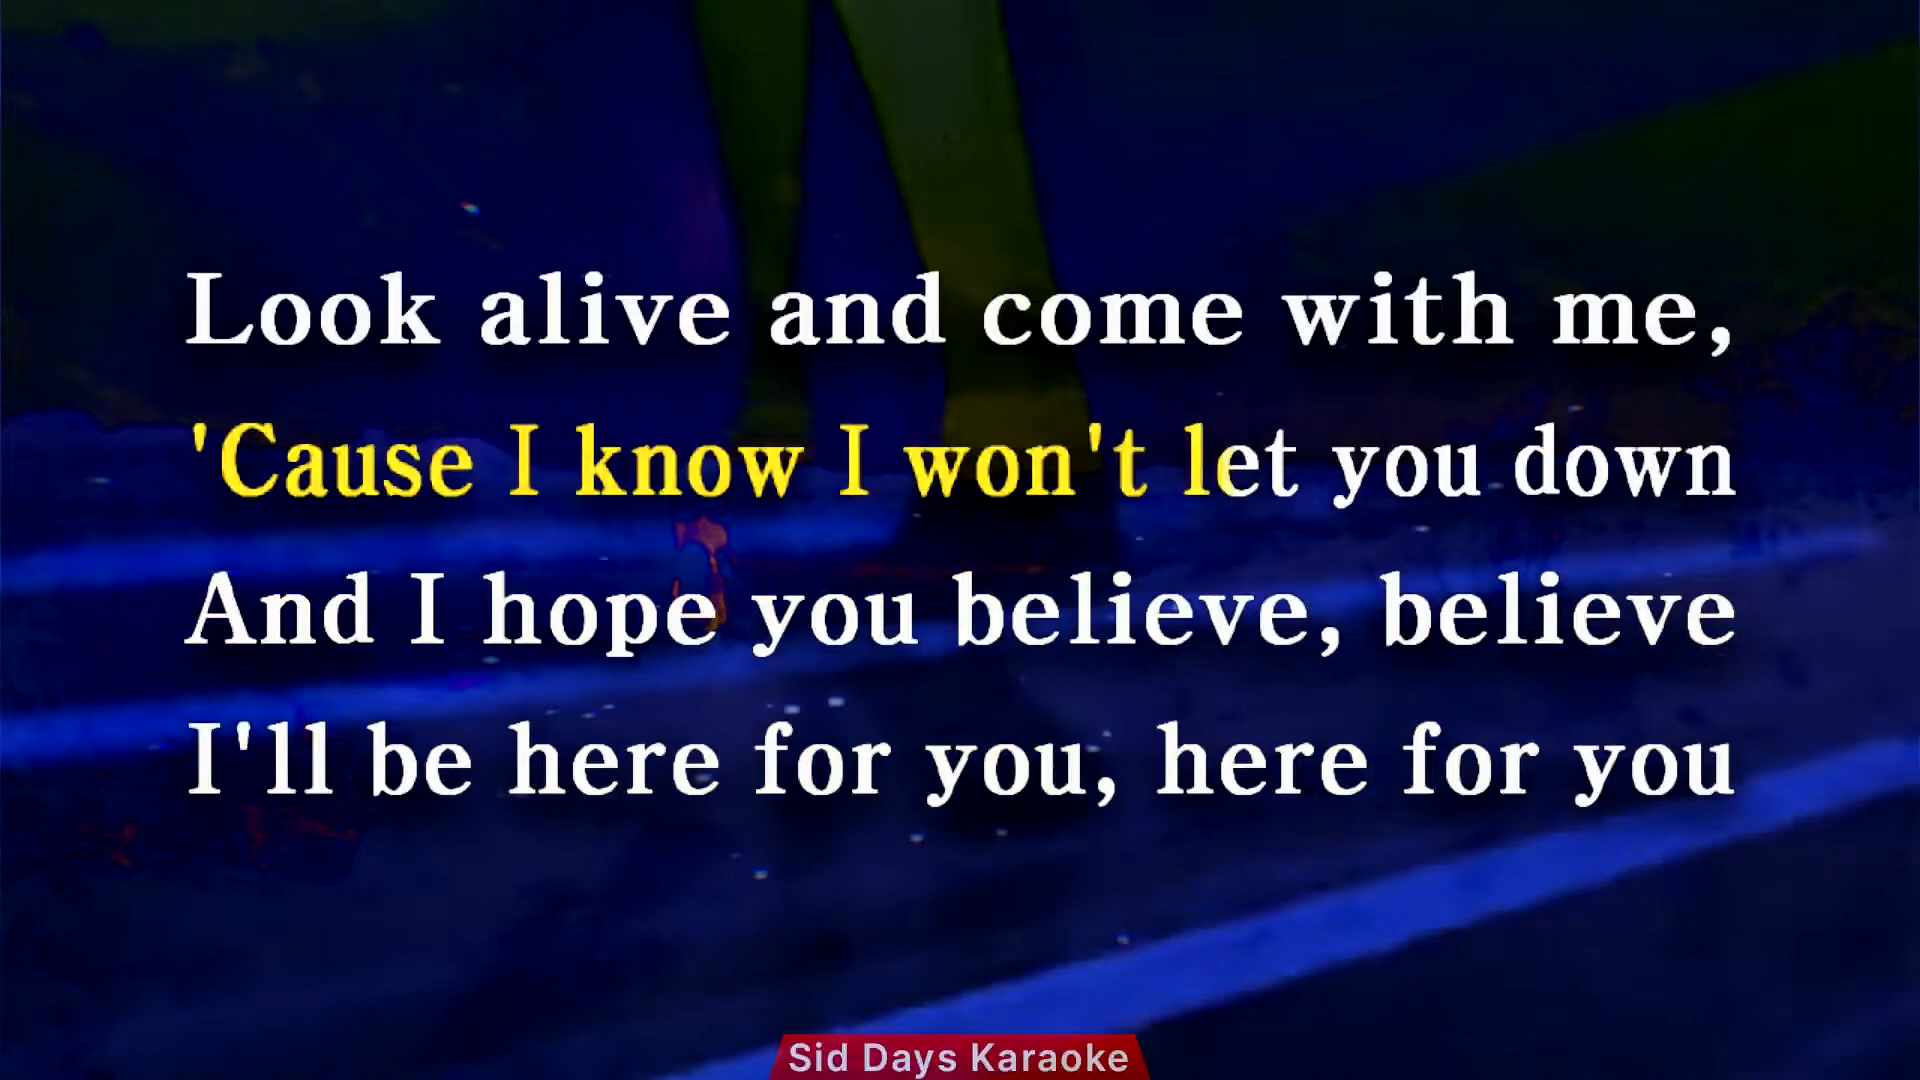 Look alive and come with me,
'Cause I know I won't let you down
And I hope you believe, believe
I'll be here for you, here for you
Sid Days Karaoke